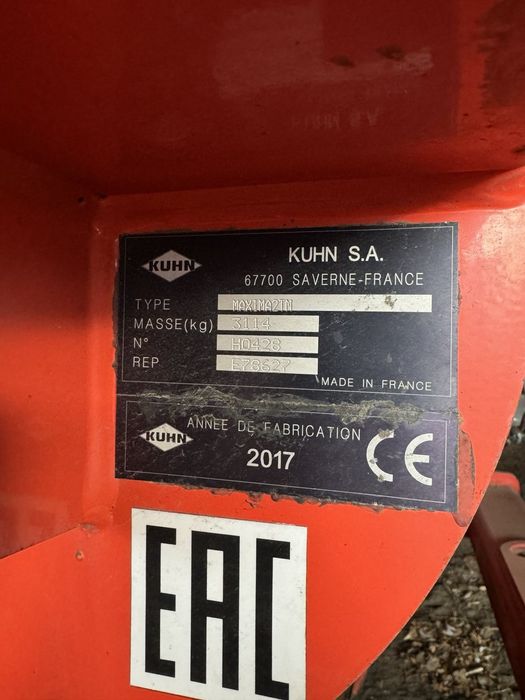 KUHN
KUHN S.A.
67700 SAVERNE-FRANCE
TYPE MAXIMA2TM
MASSE(kg) 3114
N° H0428
REP E78627
MADE IN FRANCE
KUHN
ANNEE DE FABRICATION
2017
CE
EAC